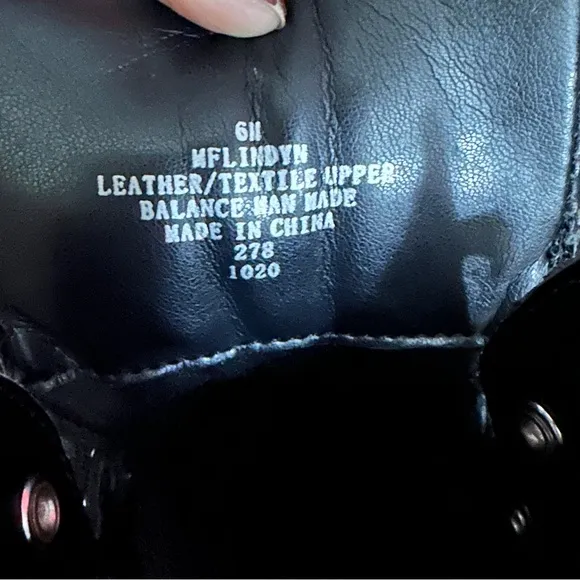 6M
MFLINDYN
LEATHER/TEXTILE UPPER
BALANCE MAN MADE
MADE IN CHINA
278
1020